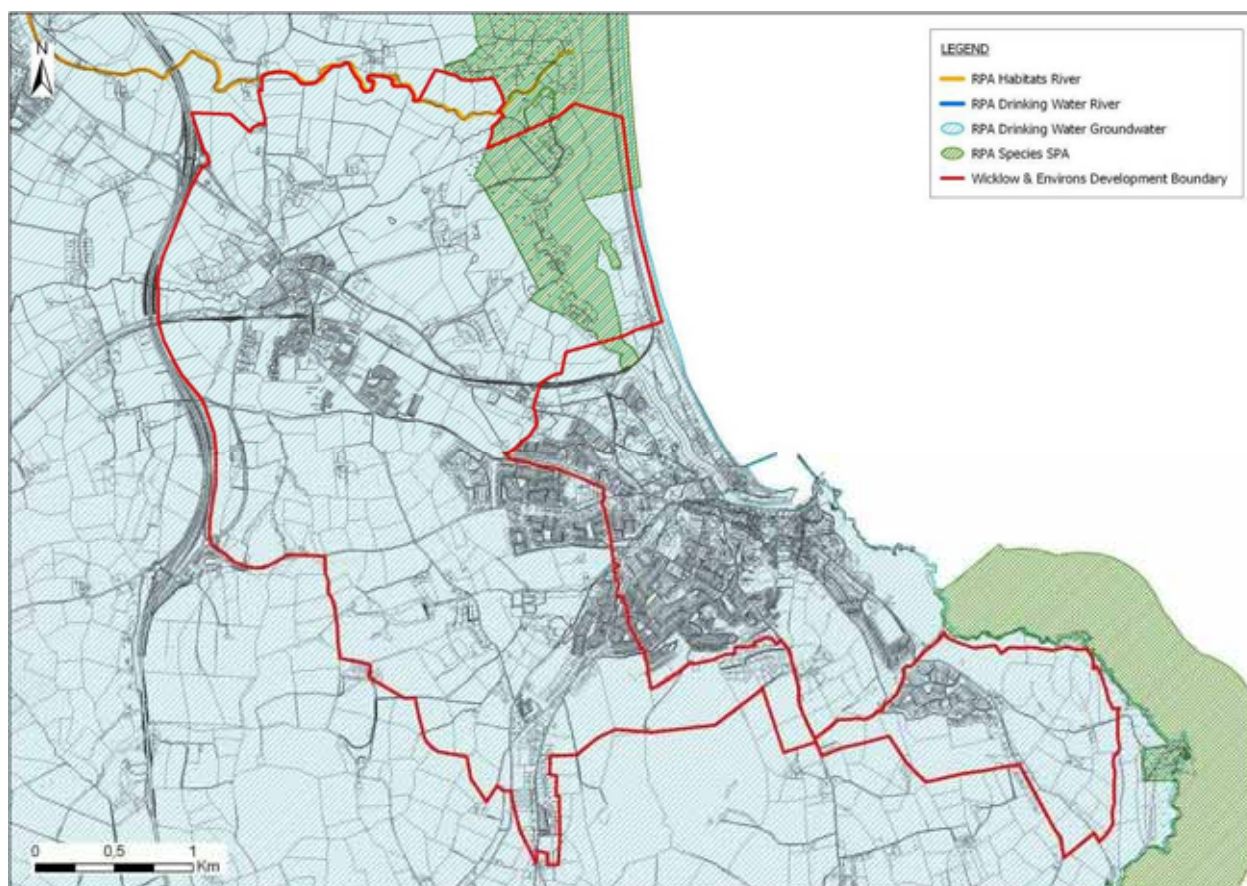 N
LEGEND
RPA Habitats River
RPA Drinking Water River
RPA Drinking Water Groundwater
RPA Species SPA
Wicklow & Environs Development Boundary
0 0,5 1
Km